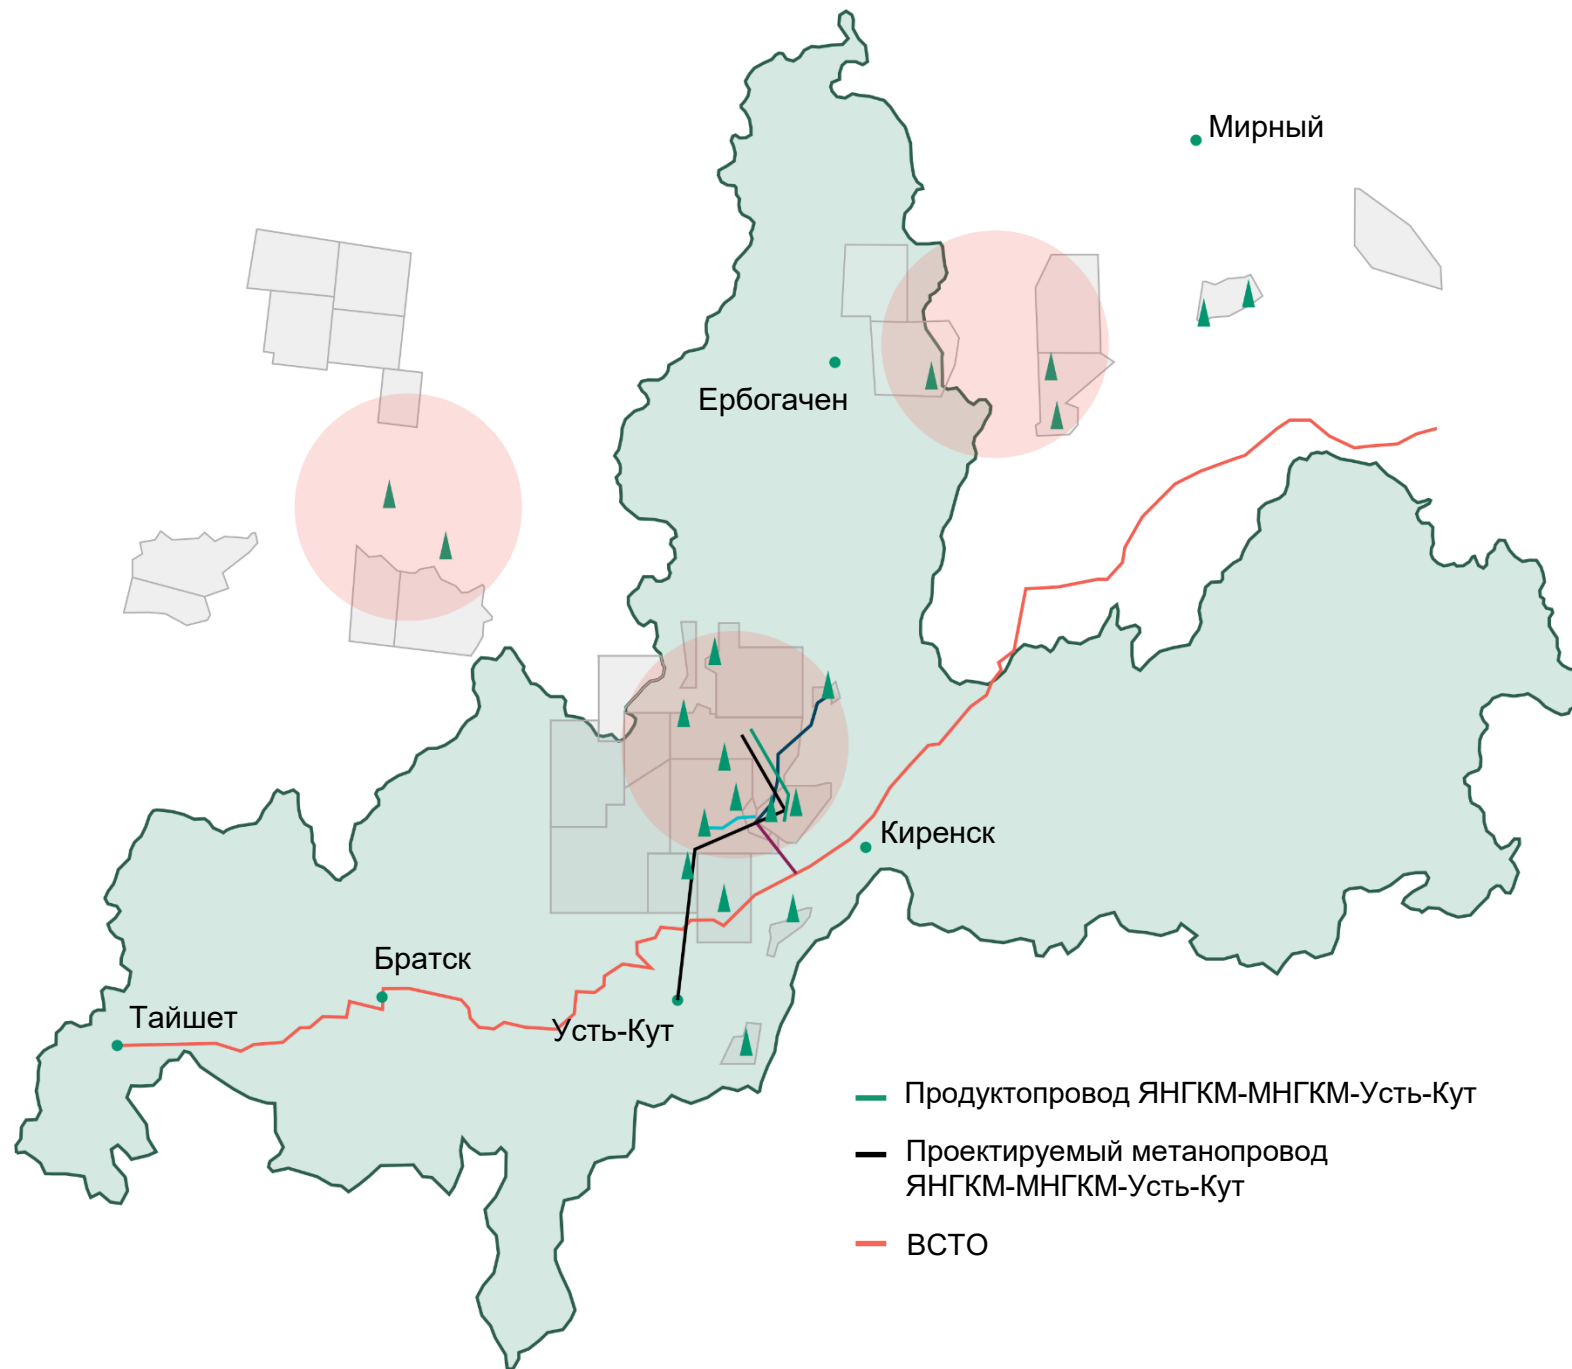 Мирный
Ербогачен
Киренск
Братск
Тайшет
Усть-Кут
Продуктопровод ЯНГКМ-МНГКМ-Усть-Кут
Проектируемый метанопровод
ЯНГКМ-МНГКМ-Усть-Кут
ВСТО